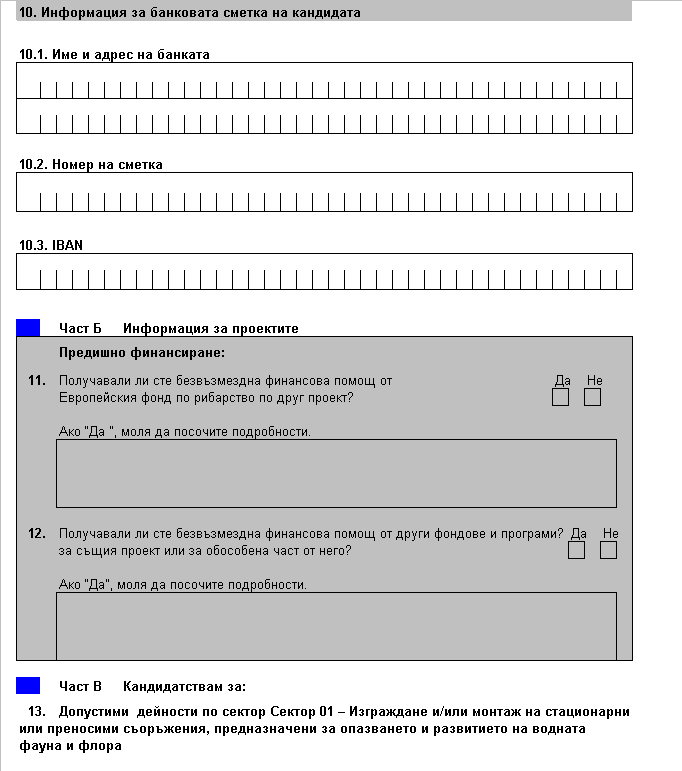 10. Информация за банковата сметка на кандидата
10.1. Име и адрес на банката
10.2. Номер на сметка
10.3. IBAN
Част Б Информация за проектите
Предишно финансиране:
11. Получавали ли сте безвъзмездна финансова помощ от Да Не
Европейския фонд по рибарство по друг проект?
Ако "Да ", моля да посочите подробности.
12. Получавали ли сте безвъзмездна финансова помощ от други фондове и програми? Да Не
за същия проект или за обособена част от него?
Ако "Да", моля да посочите подробности.
Част В Кандидатствам за:
13. Допустими дейности по сектор Сектор 01 – Изграждане и/или монтаж на стационарни
или преносими съоръжения, предназначени за опазването и развитието на водната
фауна и флора